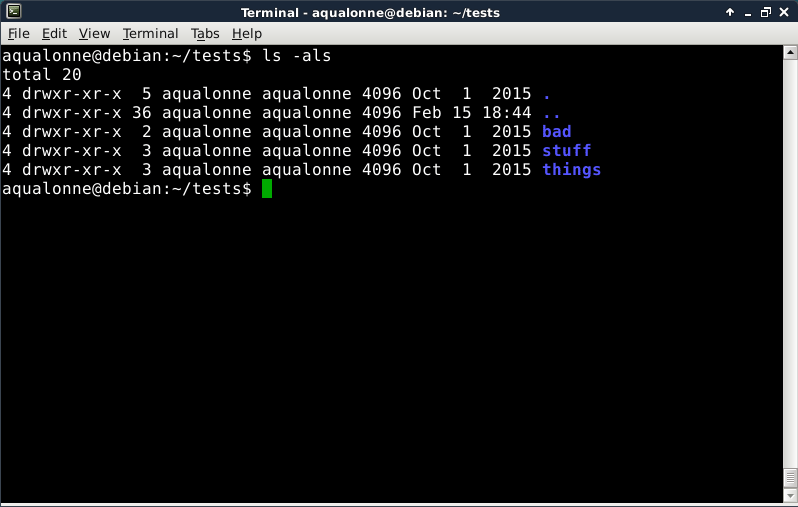 Terminal - aqualonne@debian: ~/tests
File Edit View Terminal Tabs Help
aqualonne@debian:~/tests$ ls -als
total 20
4 drwxr-xr-x  5 aqualonne aqualonne 4096 Oct  1  2015 .
4 drwxr-xr-x 36 aqualonne aqualonne 4096 Feb 15 18:44 ..
4 drwxr-xr-x  2 aqualonne aqualonne 4096 Oct  1  2015 bad
4 drwxr-xr-x  3 aqualonne aqualonne 4096 Oct  1  2015 stuff
4 drwxr-xr-x  3 aqualonne aqualonne 4096 Oct  1  2015 things
aqualonne@debian:~/tests$